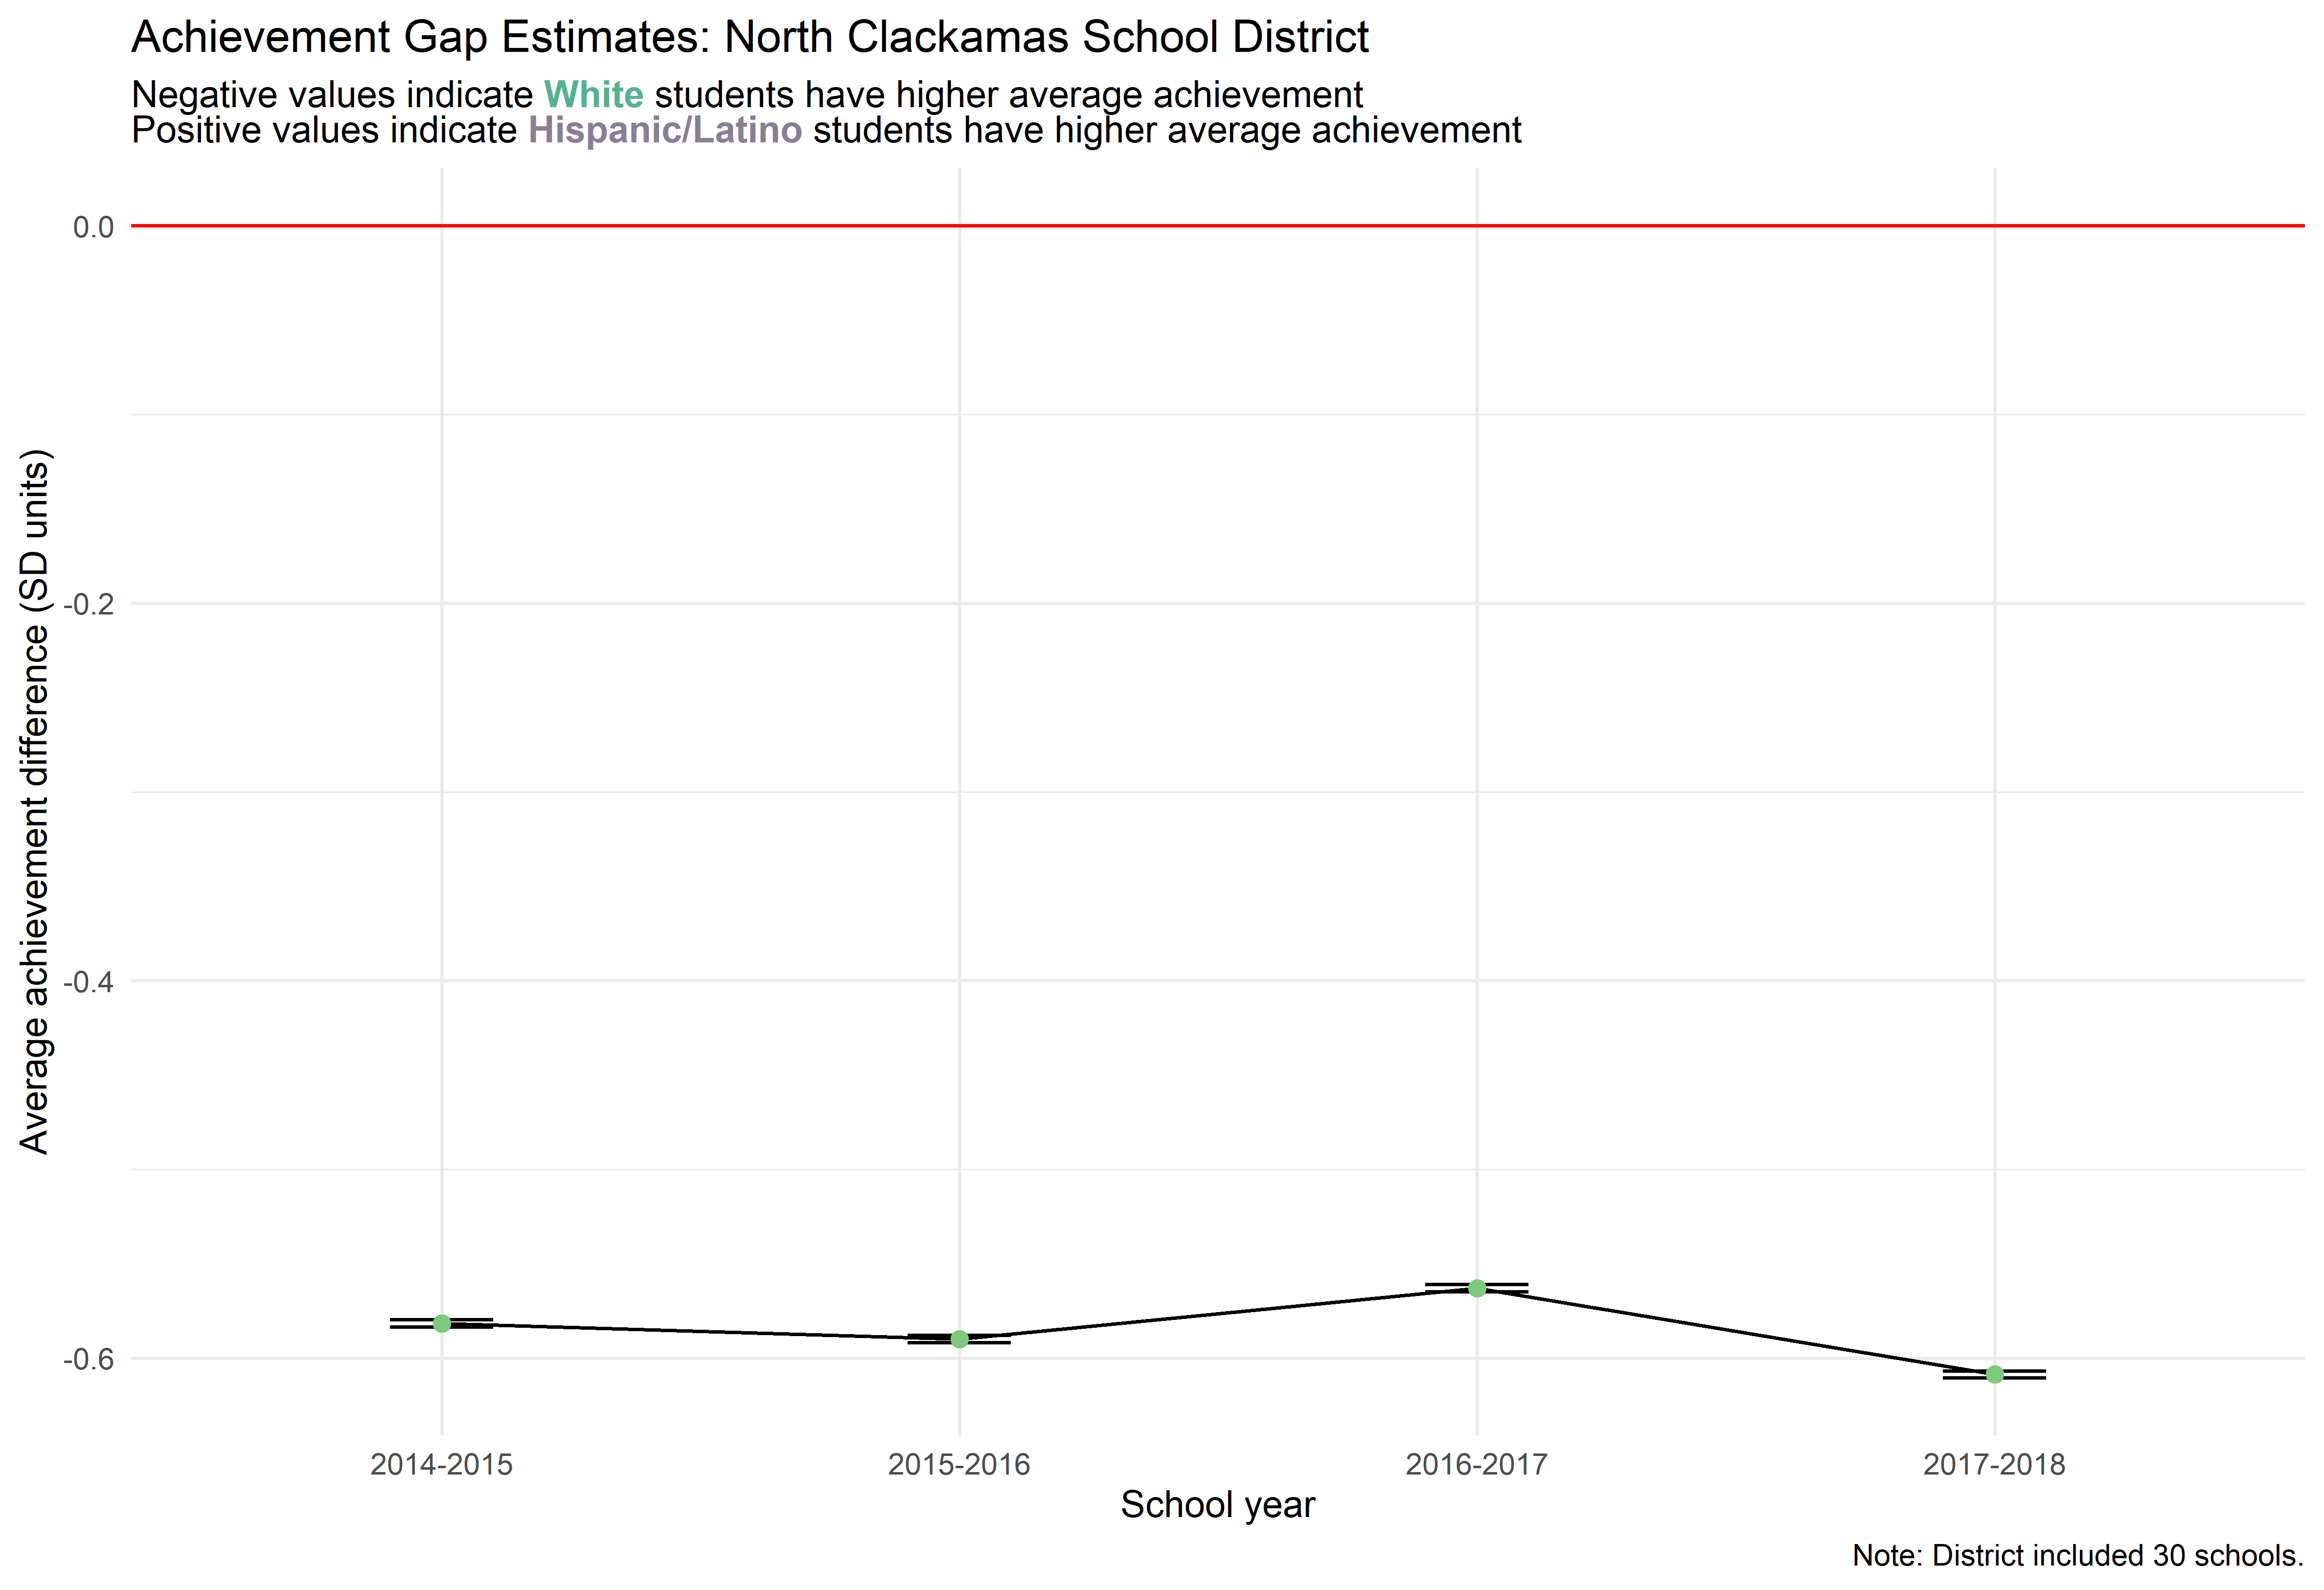 Achievement Gap Estimates: North Clackamas School District
Negative values indicate White students have higher average achievement
Positive values indicate Hispanic/Latino students have higher average achievement
Average achievement difference (SD units)
0.0
-0.2
-0.4
-0.6
2014-2015
2015-2016
2016-2017
2017-2018
School year
Note: District included 30 schools.